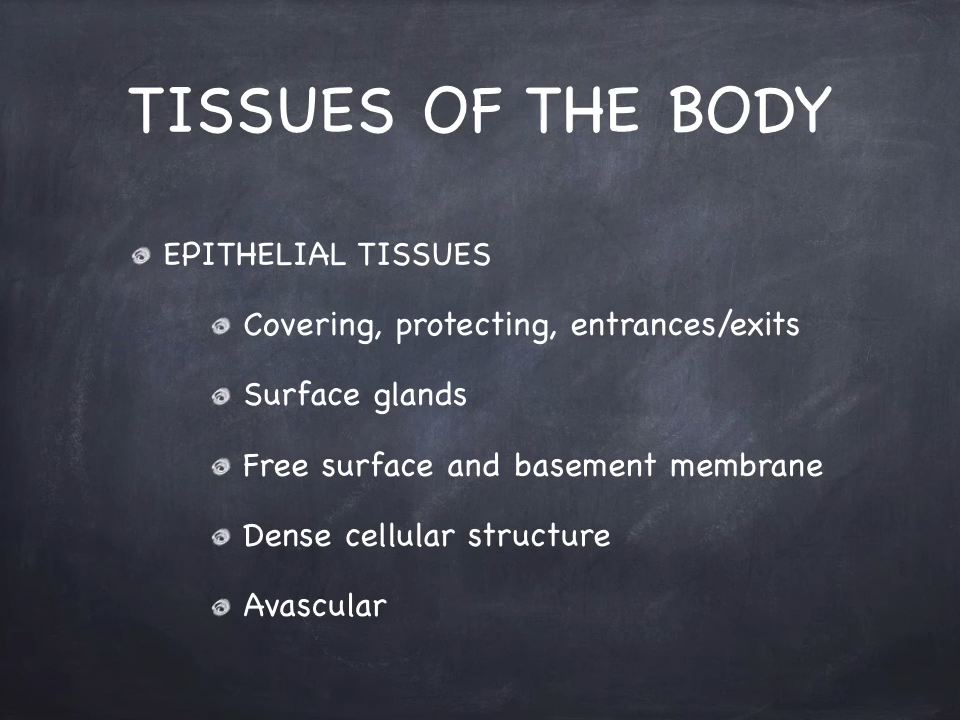 TISSUES OF THE BODY
EPITHELIAL TISSUES
Covering, protecting, entrances/exits
Surface glands
Free surface and basement membrane
Dense cellular structure
Avascular